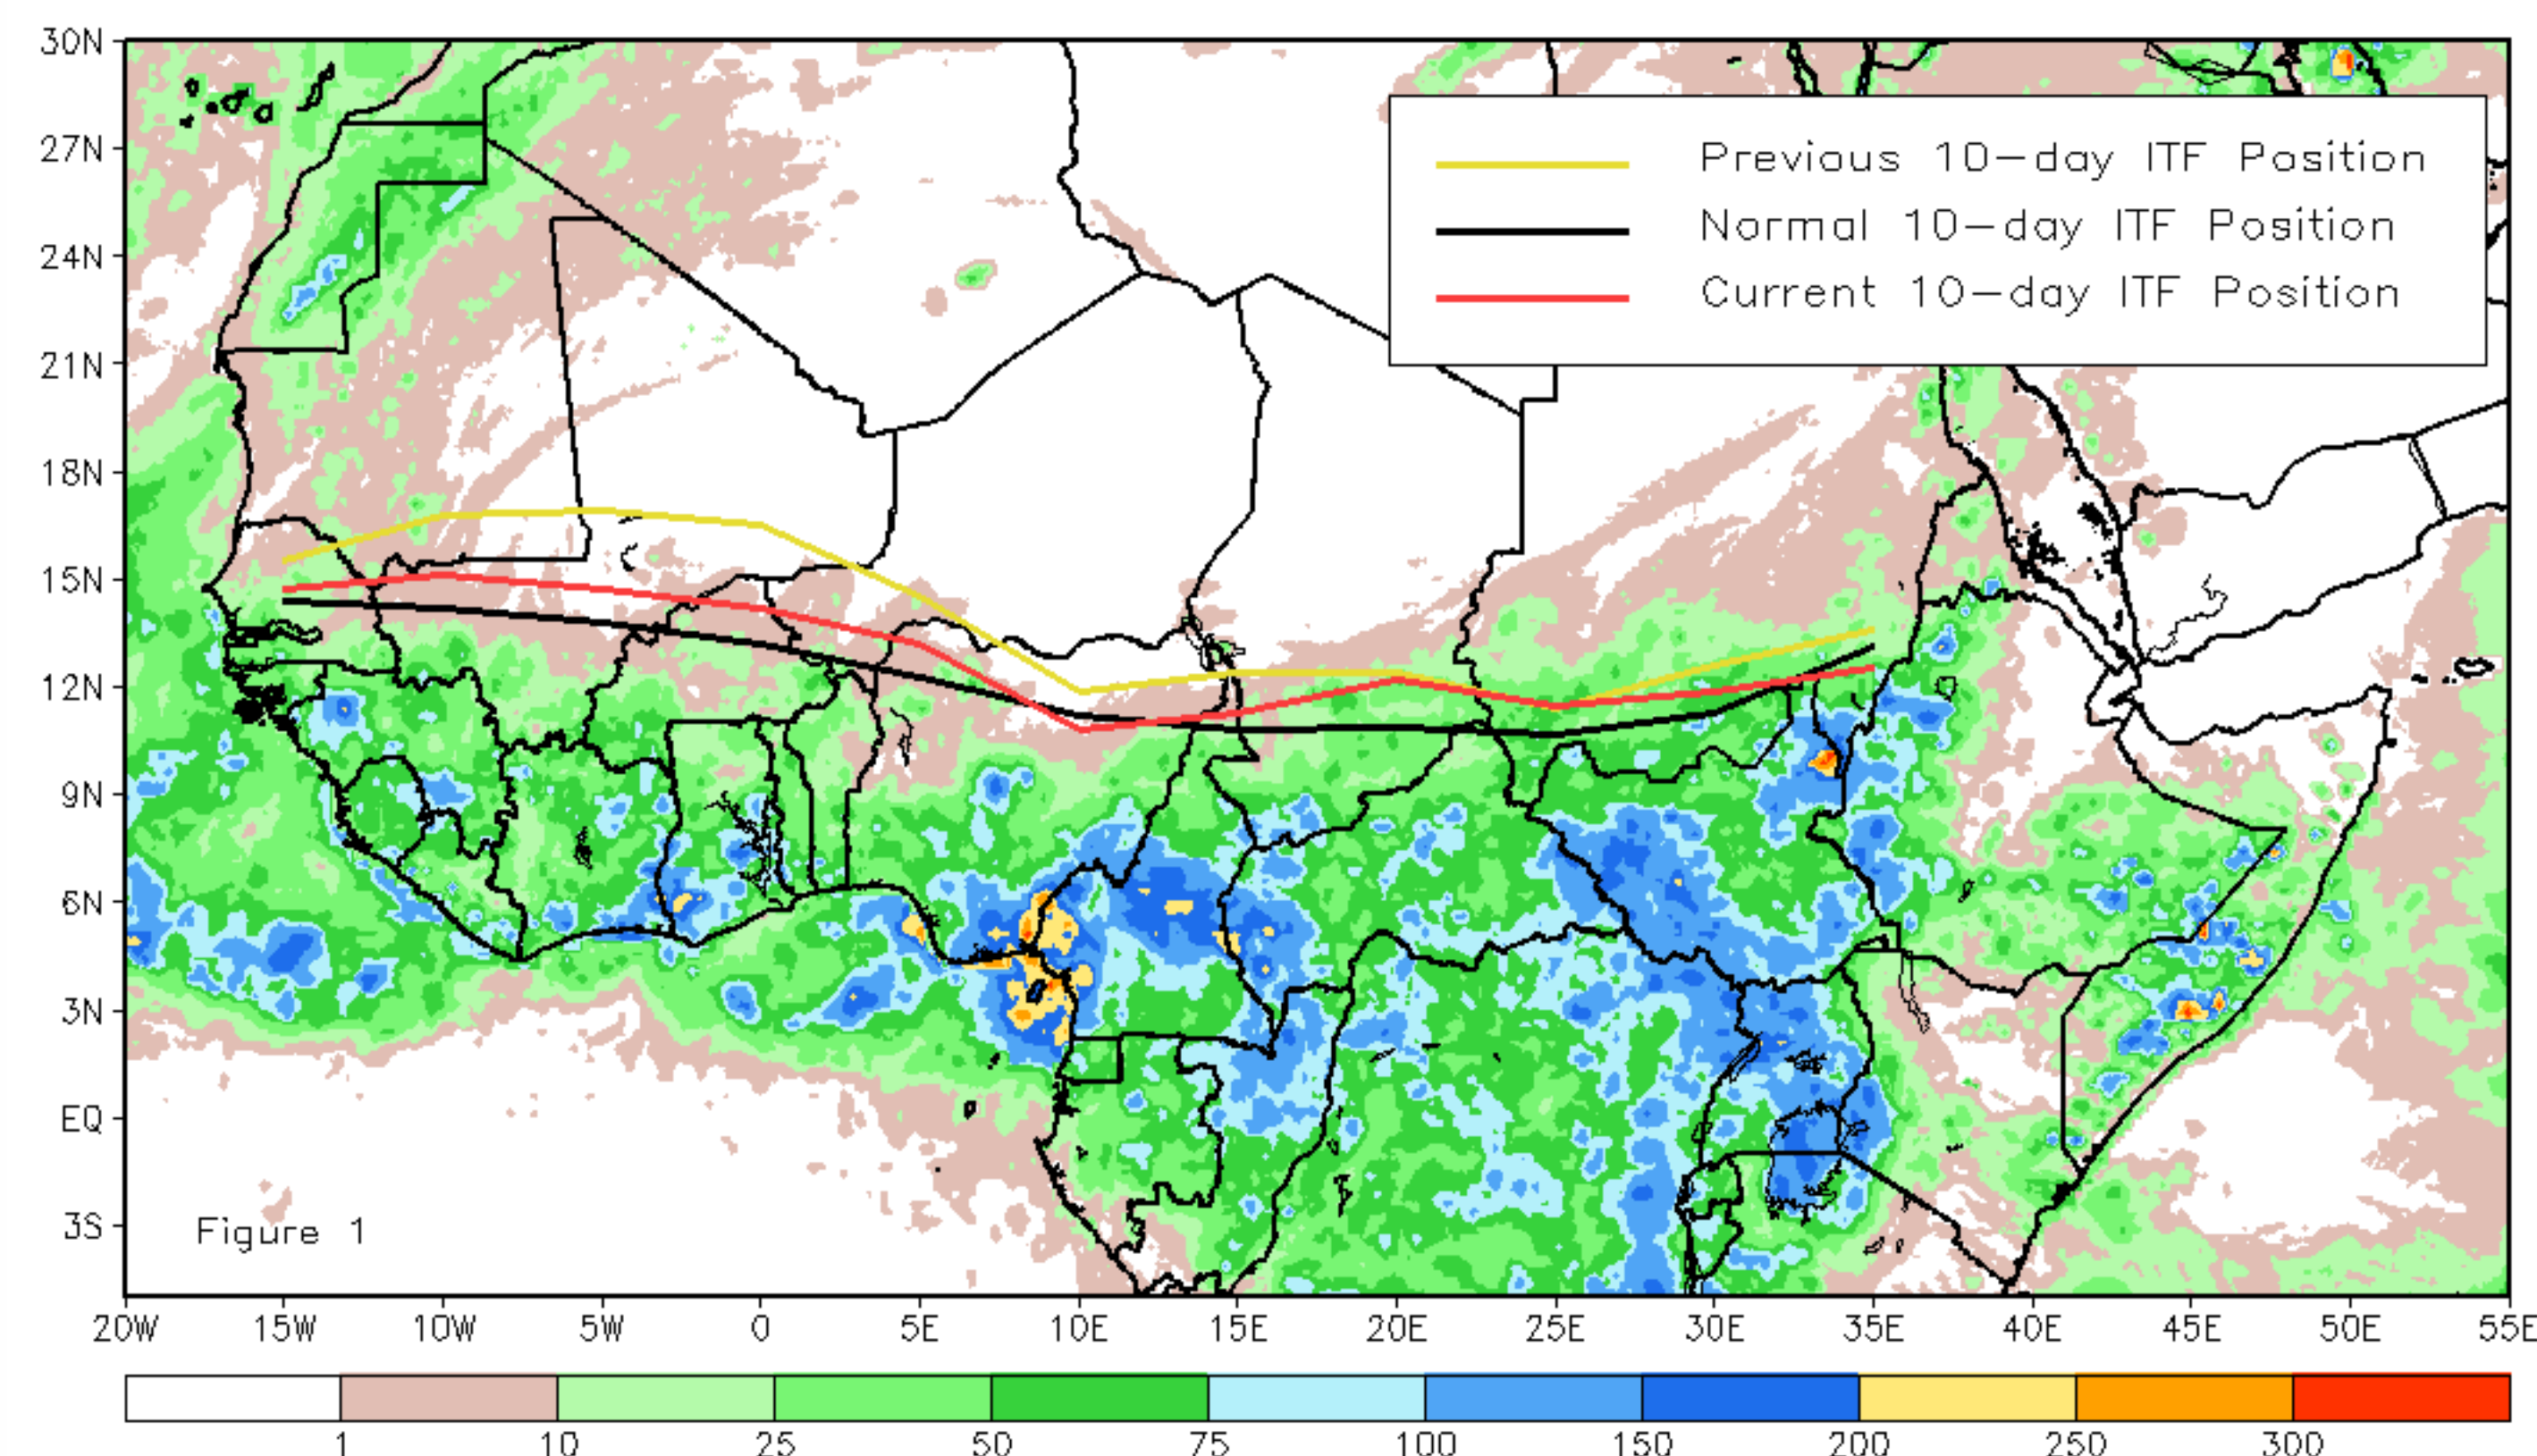 30N
27N
24N
21N
18N
15N
12N
9N
6N
3N
EQ
3S
Previous 10-day ITF Position
Normal 10-day ITF Position
Current 10-day ITF Position
Figure 1
20W 15W 10W 5W 0 5E 10E 15E 20E 25E 30E 35E 40E 45E 50E 55E
1 10 25 50 75 100 150 200 250 300